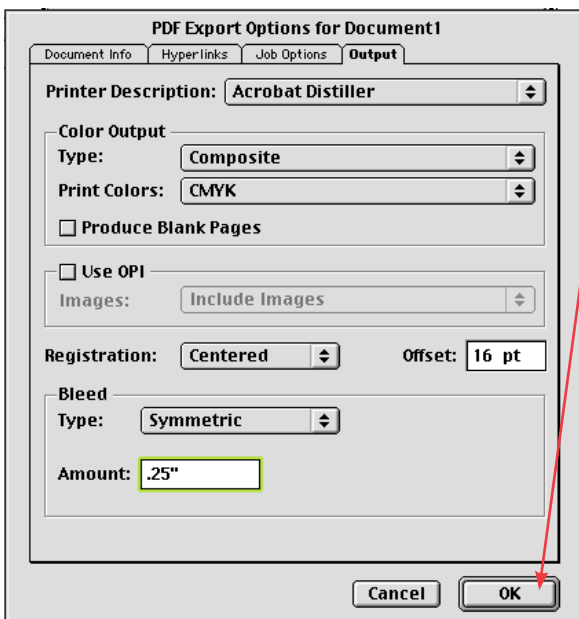 PDF Export Options for Document1
Document Info Hyperlinks Job Options Output
Printer Description: Acrobat Distiller
Color Output
Type: Composite
Print Colors: CMYK
Produce Blank Pages
Use OPI
Images: Include Images
Registration: Centered Offset: 16 pt
Bleed
Type: Symmetric
Amount: .25"
Cancel OK